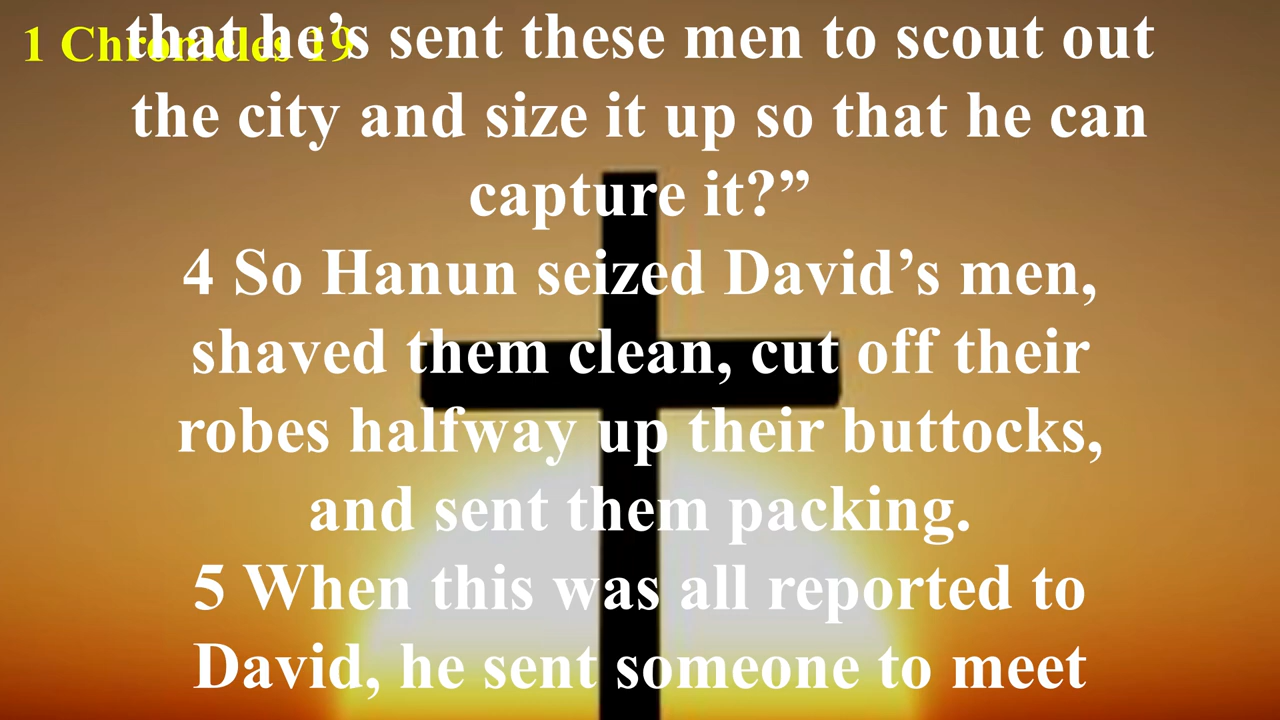 1 Chronicles 19
that he’s sent these men to scout out
the city and size it up so that he can
capture it?”
4 So Hanun seized David’s men,
shaved them clean, cut off their
robes halfway up their buttocks,
and sent them packing.
5 When this was all reported to
David, he sent someone to meet